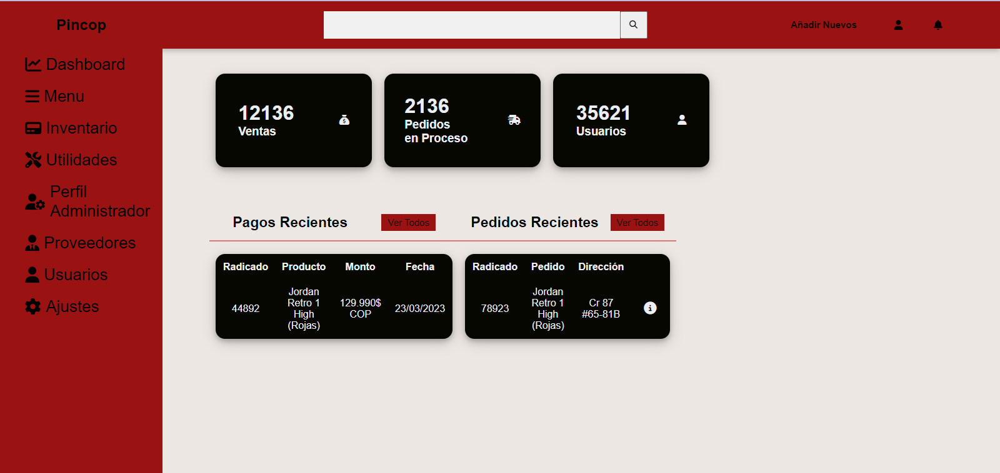 Pincop
Añadir Nuevos
Dashboard
Menu
Inventario
Utilidades
Perfil
Administrador
Proveedores
Usuarios
Ajustes
12136
Ventas
2136
Pedidos
en Proceso
35621
Usuarios
Pagos Recientes
Ver Todos
Radicado Producto Monto Fecha
44892
Jordan
Retro 1
High
(Rojas)
129.990$
COP
23/03/2023
Pedidos Recientes
Ver Todos
Radicado Pedido Dirección
78923
Jordan
Retro 1
High
(Rojas)
Cr 87
#65-81B